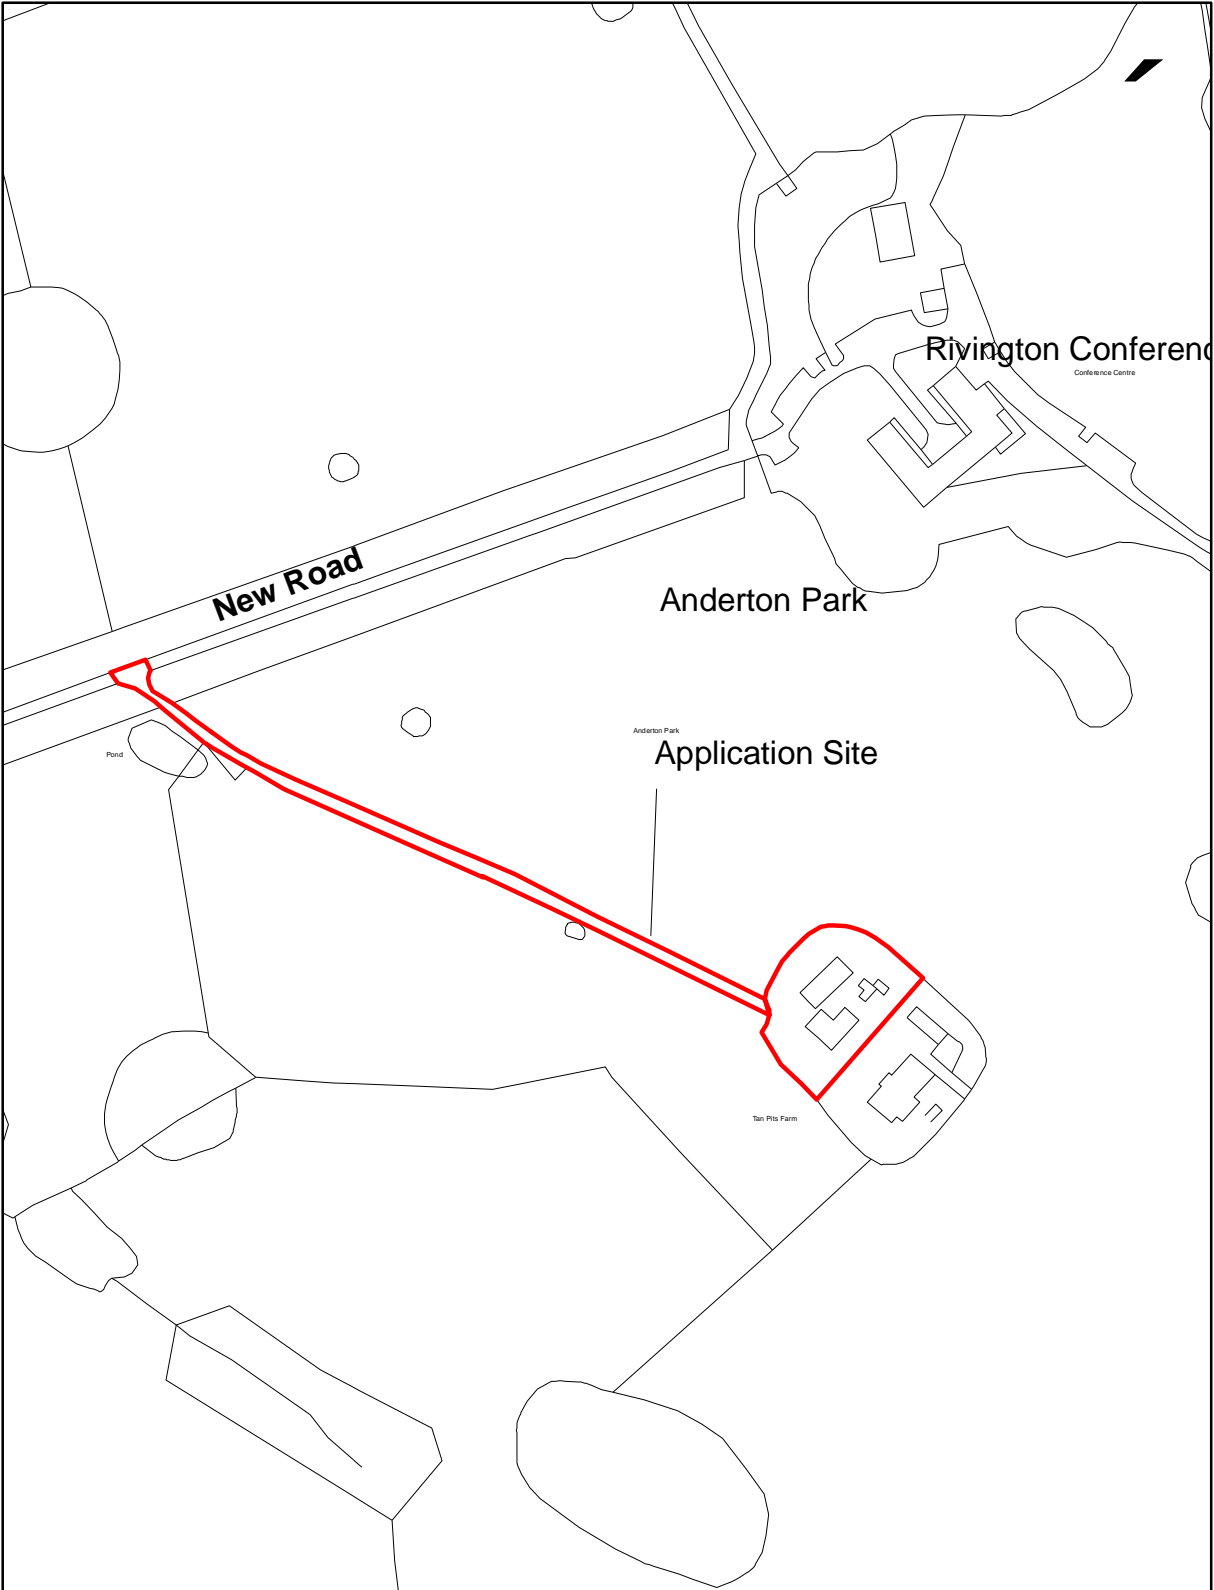 Rivington Conferenc
Conference Centre
New Road
Anderton Park
Anderton Park
Application Site
Pond
Tan Pits Farm